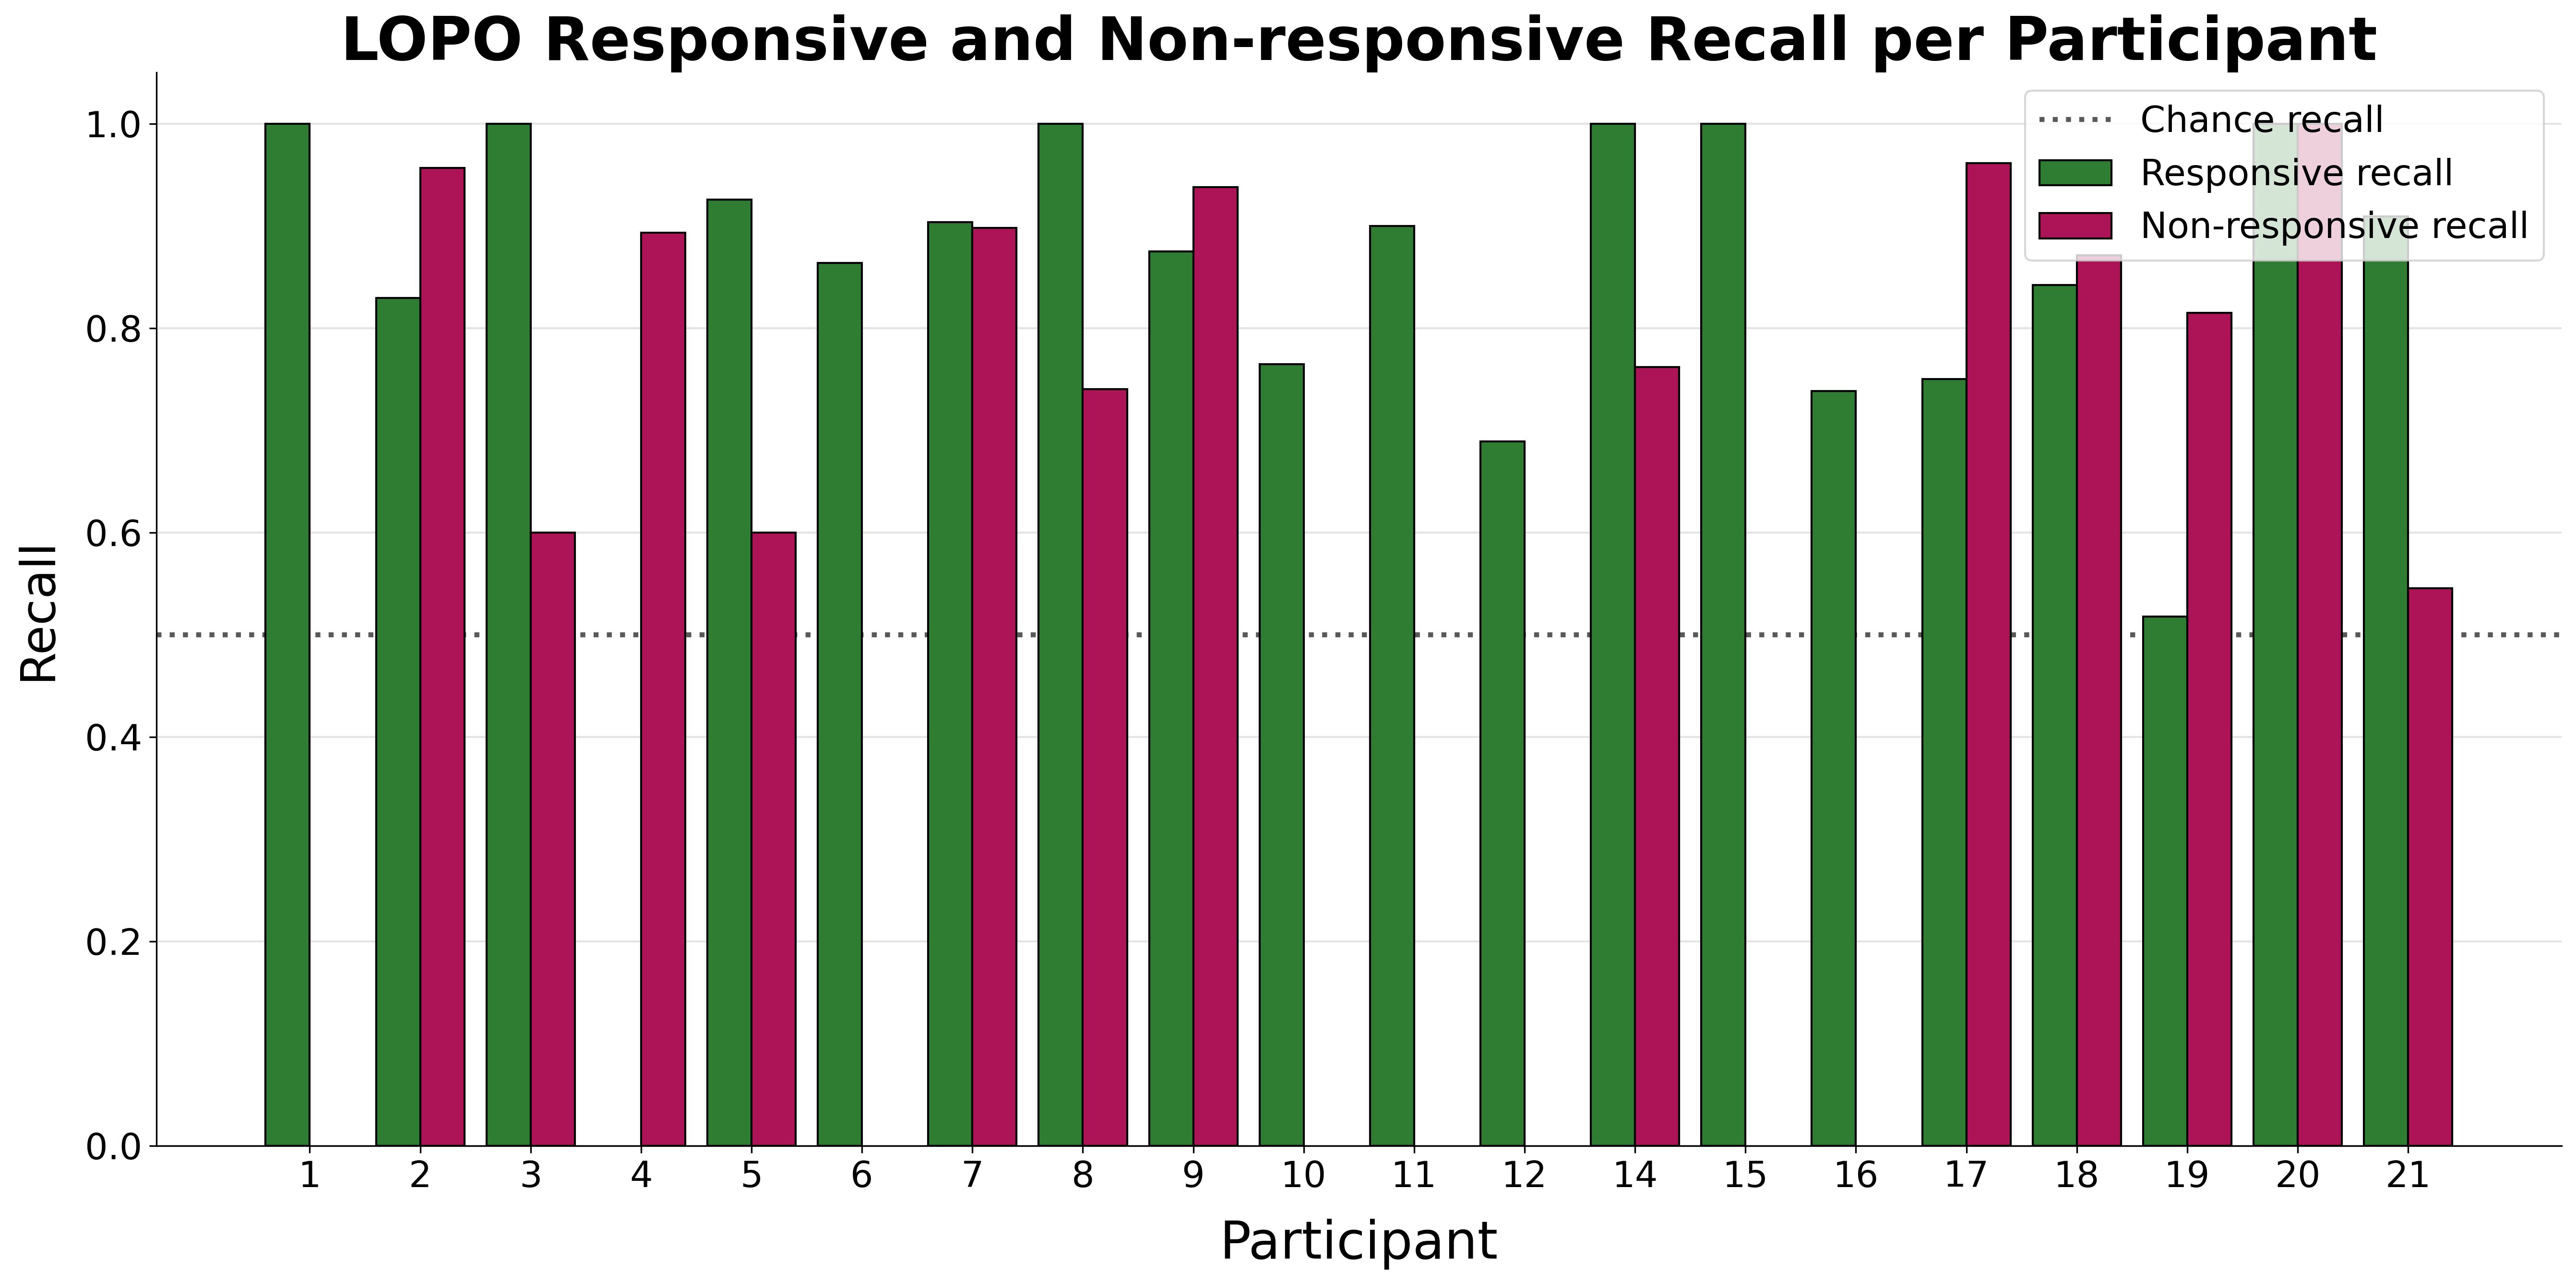 LOPO Responsive and Non-responsive Recall per Participant
Chance recall
Responsive recall
Non-responsive recall
1.0
0.8
0.6
0.4
0.2
0.0
Recall
1 2 3 4 5 6 7 8 9 10 11 12 14 15 16 17 18 19 20 21
Participant